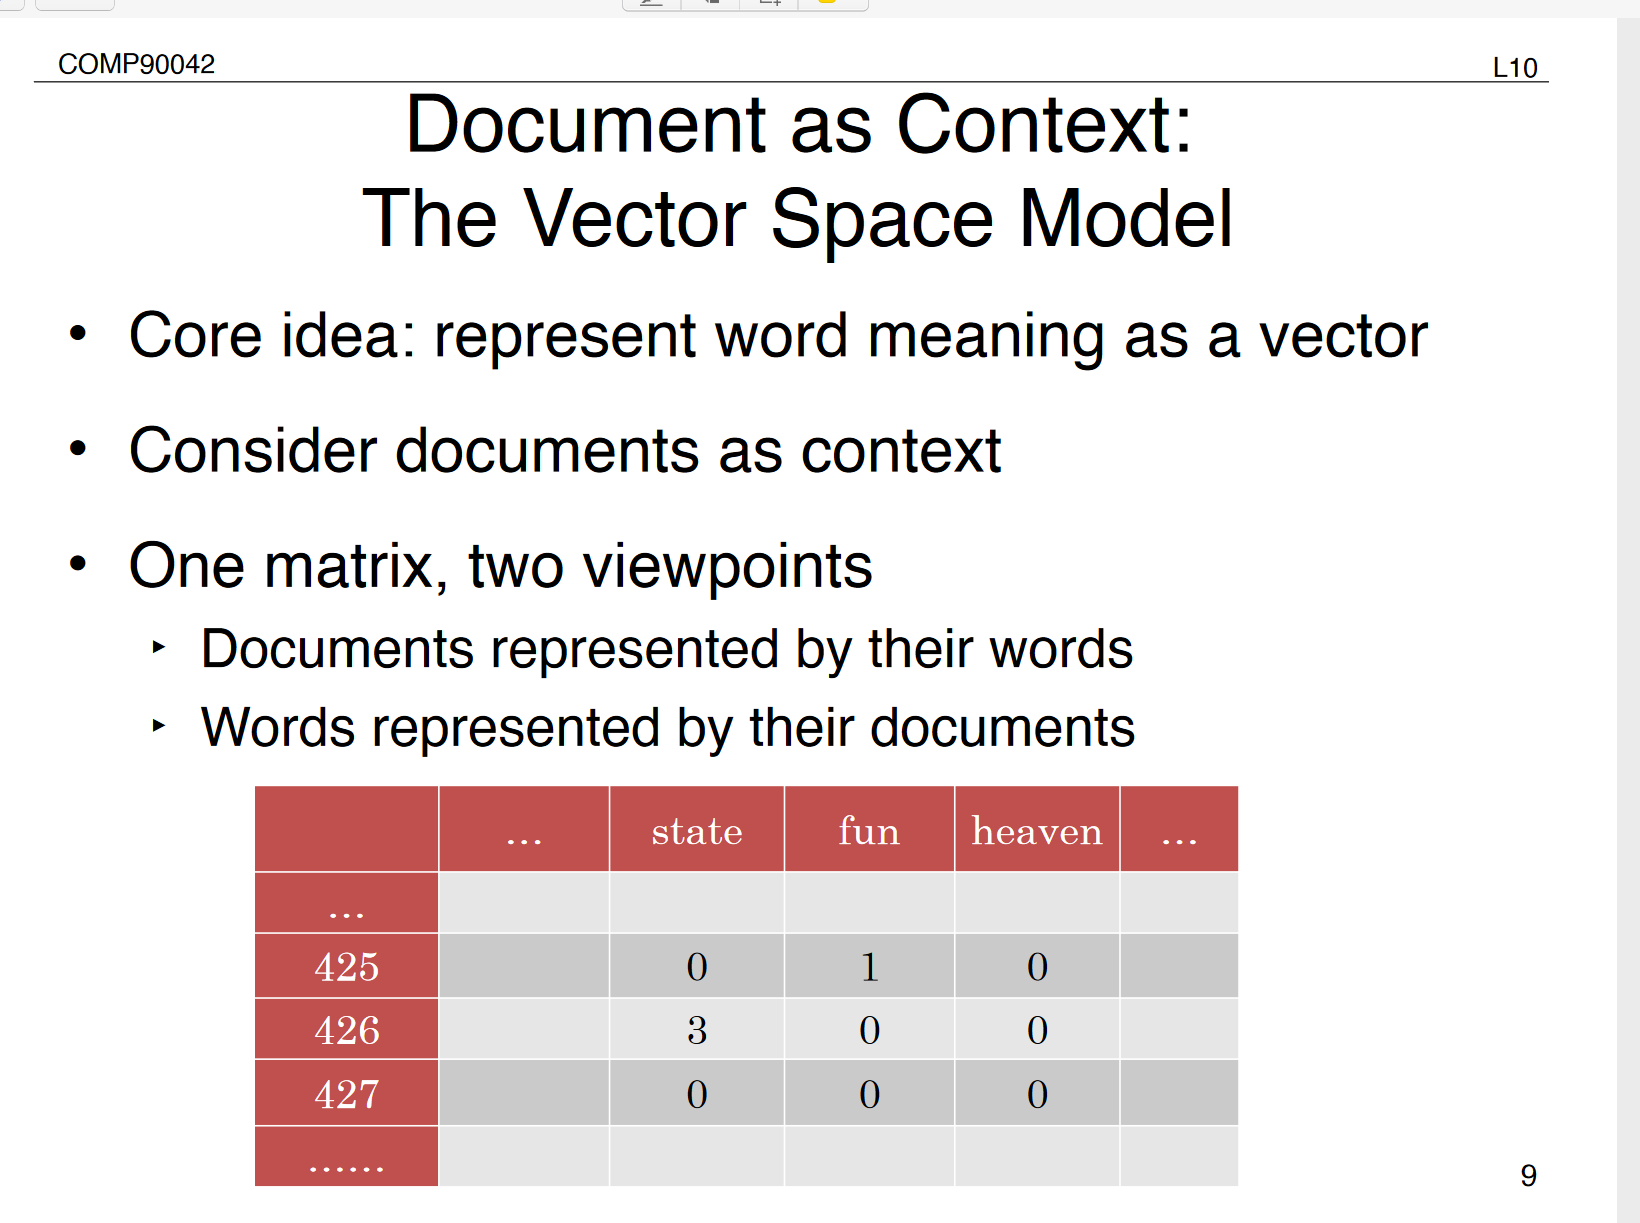 COMP90042
L10
Document as Context:
The Vector Space Model
• Core idea: represent word meaning as a vector
• Consider documents as context
• One matrix, two viewpoints
‣ Documents represented by their words
‣ Words represented by their documents
... state fun heaven ...
...
425 0 1 0
426 3 0 0
427 0 0 0
......
9